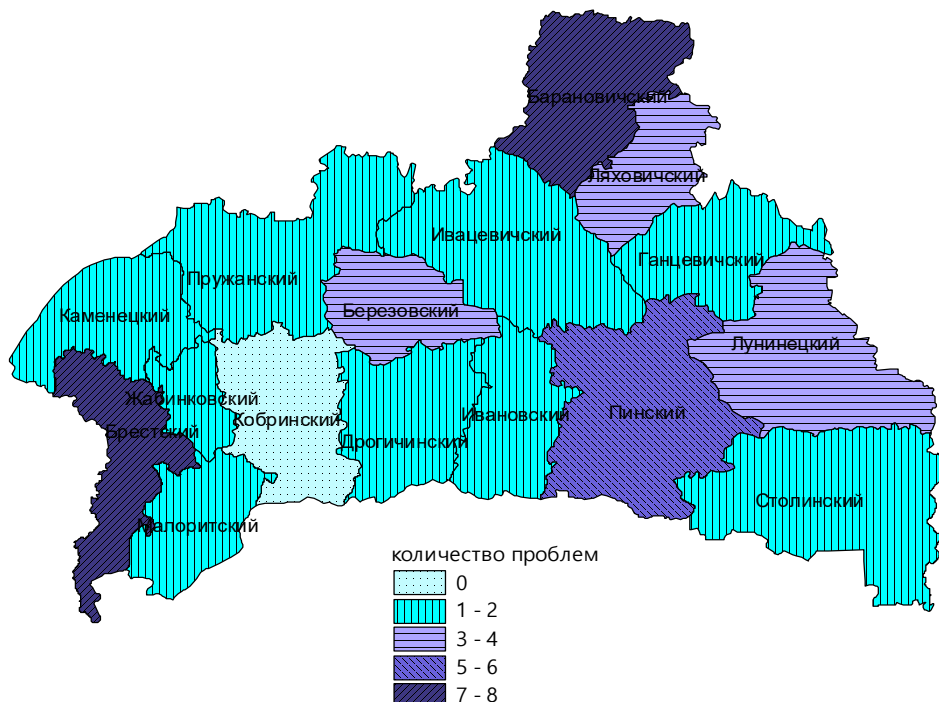 Барановичский
Ляховичский
Ивацевичский
Ганцевичский
Пружанский
Березовский
Каменецкий
Лунинецкий
Жабинковский
Кобринский
Ивановский
Пинский
Брестский
Дрогичинский
Столинский
Малоритский
количество проблем
0
1 - 2
3 - 4
5 - 6
7 - 8